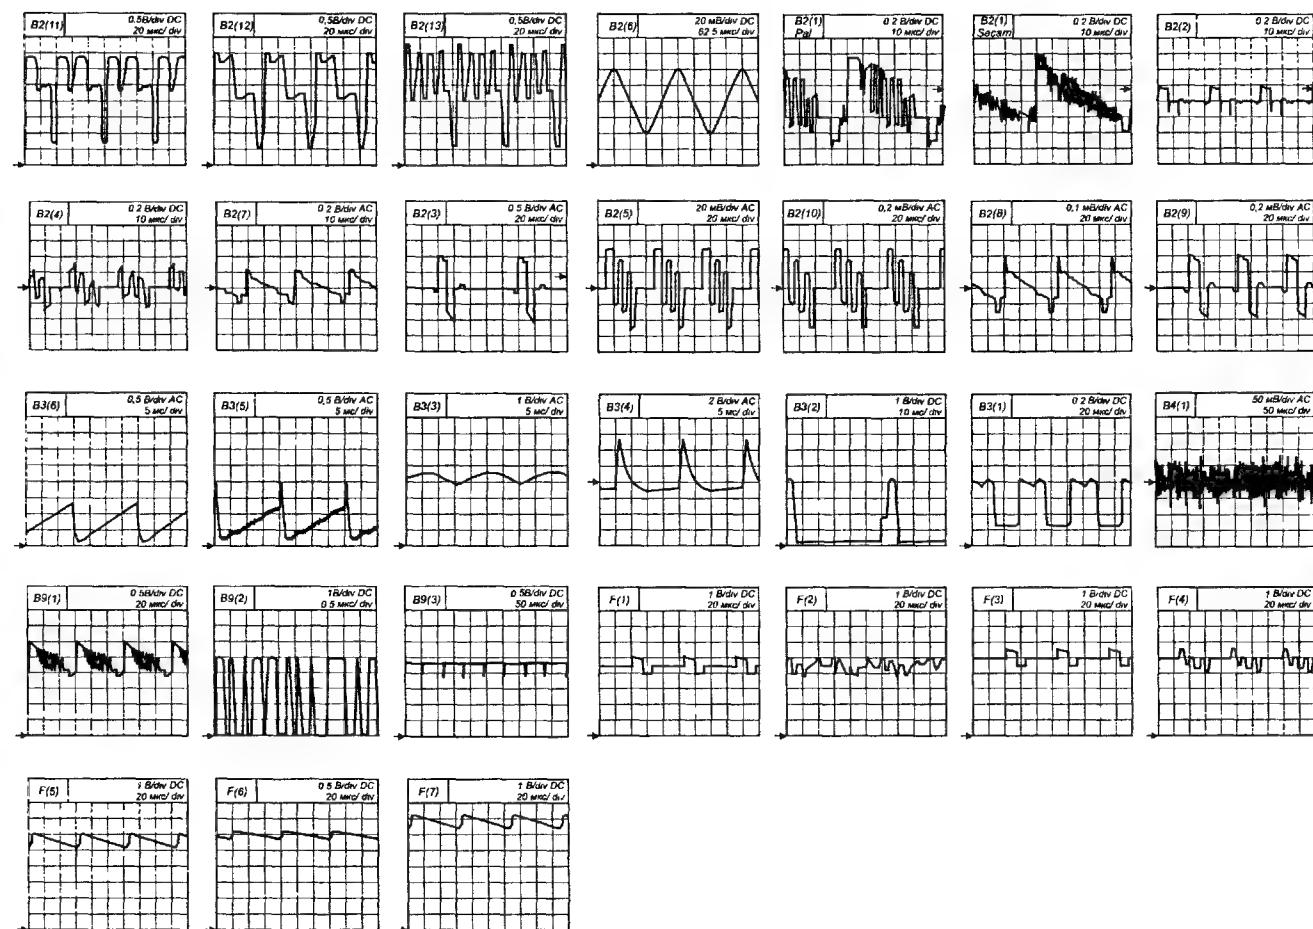 B2(11)
0,5B/div DC
20 мкс/ div
B2(12)
0,5B/div DC
20 мкс/ div
B2(13)
0,5B/div DC
20 мкс/ div
B2(6)
20 мB/div DC
62 5 мкс/ div
B2(1)
Pal
0 2 B/div DC
10 мкс/ div
B2(1)
Secam
0 2 B/div DC
10 мкс/ div
B2(2)
0 2 B/div DC
10 мкс/ div
B2(4)
0 2 B/div DC
10 мкс/ div
B2(7)
0 2 B/div AC
10 мкс/ div
B2(3)
0 5 B/div AC
20 мкс/ div
B2(5)
20 мB/div AC
20 мкс/ div
B2(10)
0,2 мB/div AC
20 мкс/ div
B2(8)
0,1 мB/div AC
20 мкс/ div
B2(9)
0,2 мB/div AC
20 мкс/ div
B3(6)
0,5 B/div AC
5 мс/ div
B3(5)
0,5 B/div AC
5 мс/ div
B3(3)
1 B/div AC
5 мс/ div
B3(4)
2 B/div AC
5 мс/ div
B3(2)
1 B/div DC
10 мс/ div
B3(1)
0 2 B/div DC
20 мкс/ div
B4(1)
50 мB/div AC
50 мкс/ div
B9(1)
0 5B/div DC
20 мкс/ div
B9(2)
1B/div DC
0 5 мкс/ div
B9(3)
0 5B/div DC
50 мкс/ div
F(1)
1 B/div DC
20 мкс/ div
F(2)
1 B/div DC
20 мкс/ div
F(3)
1 B/div DC
20 мкс/ div
F(4)
1 B/div DC
20 мкс/ div
F(5)
1 B/div DC
20 мкс/ div
F(6)
0 5 B/div DC
20 мкс/ div
F(7)
1 B/div DC
20 мкс/ div